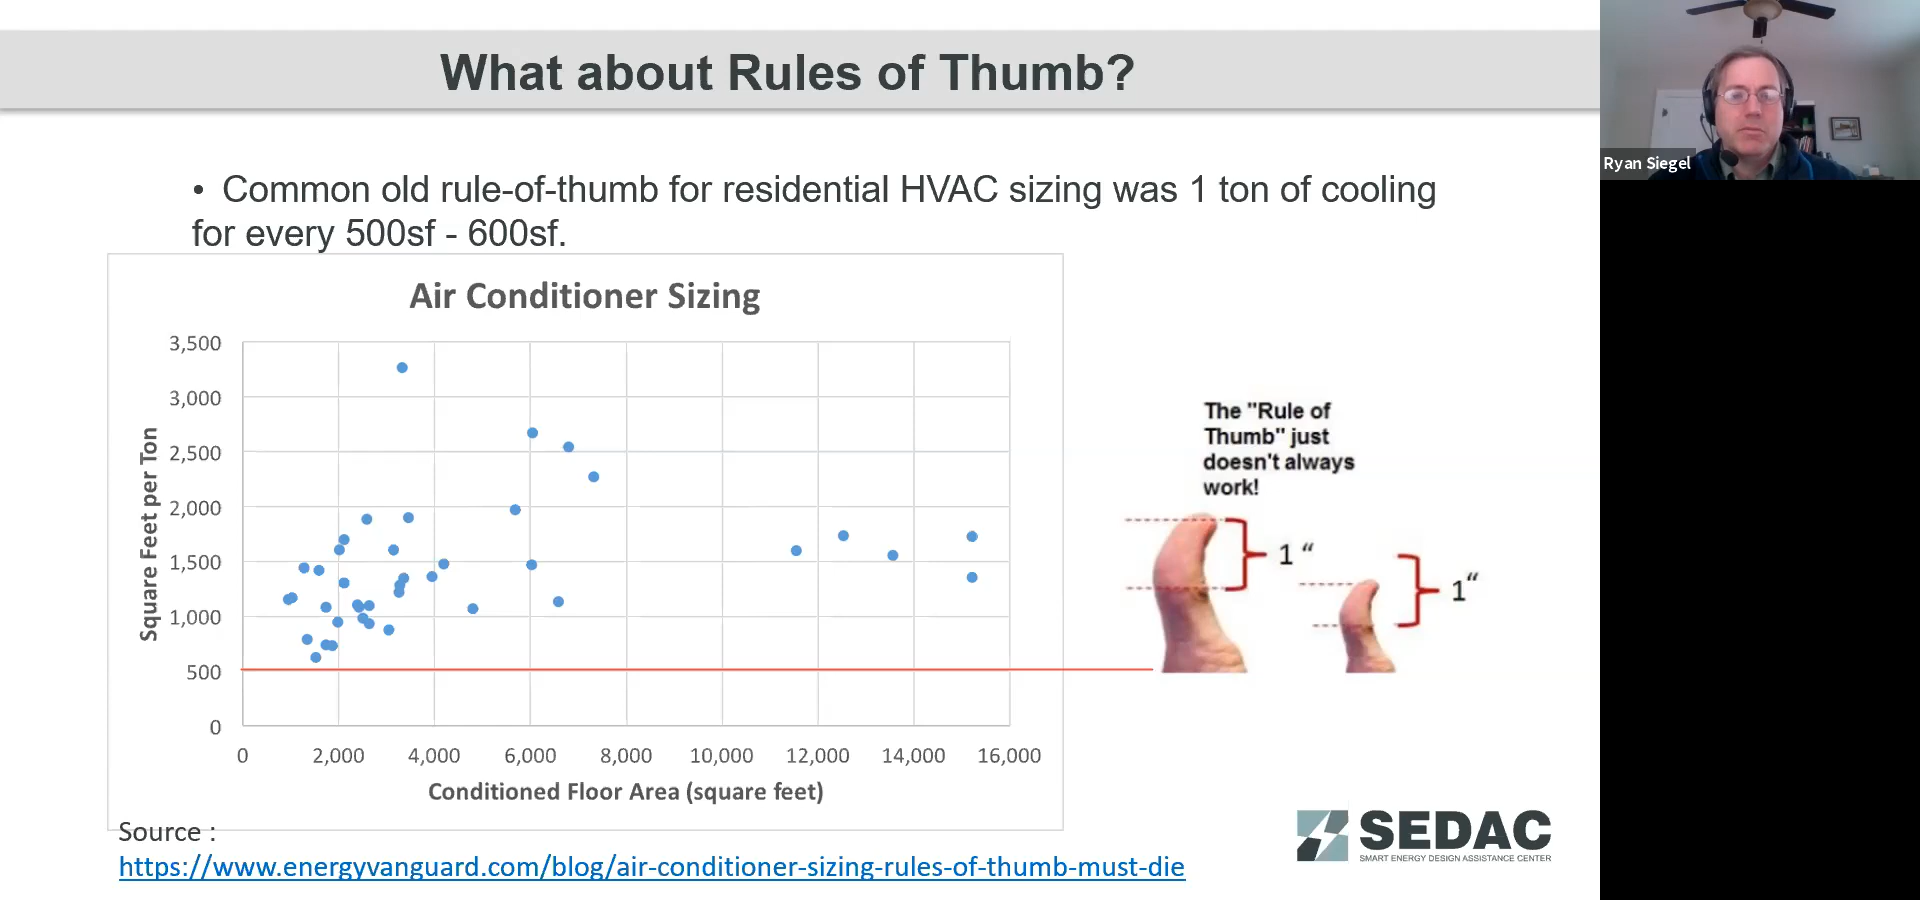 What about Rules of Thumb?
Ryan Siegel
• Common old rule-of-thumb for residential HVAC sizing was 1 ton of cooling
for every 500sf - 600sf.
Air Conditioner Sizing
Square Feet per Ton
3,500
3,000
2,500
2,000
1,500
1,000
500
0
0 2,000 4,000 6,000 8,000 10,000 12,000 14,000 16,000
Conditioned Floor Area (square feet)
The "Rule of
Thumb" just
doesn't always
work!
1 “
1“
Source :
https://www.energyvanguard.com/blog/air-conditioner-sizing-rules-of-thumb-must-die
SEDAC
SMART ENERGY DESIGN ASSISTANCE CENTER